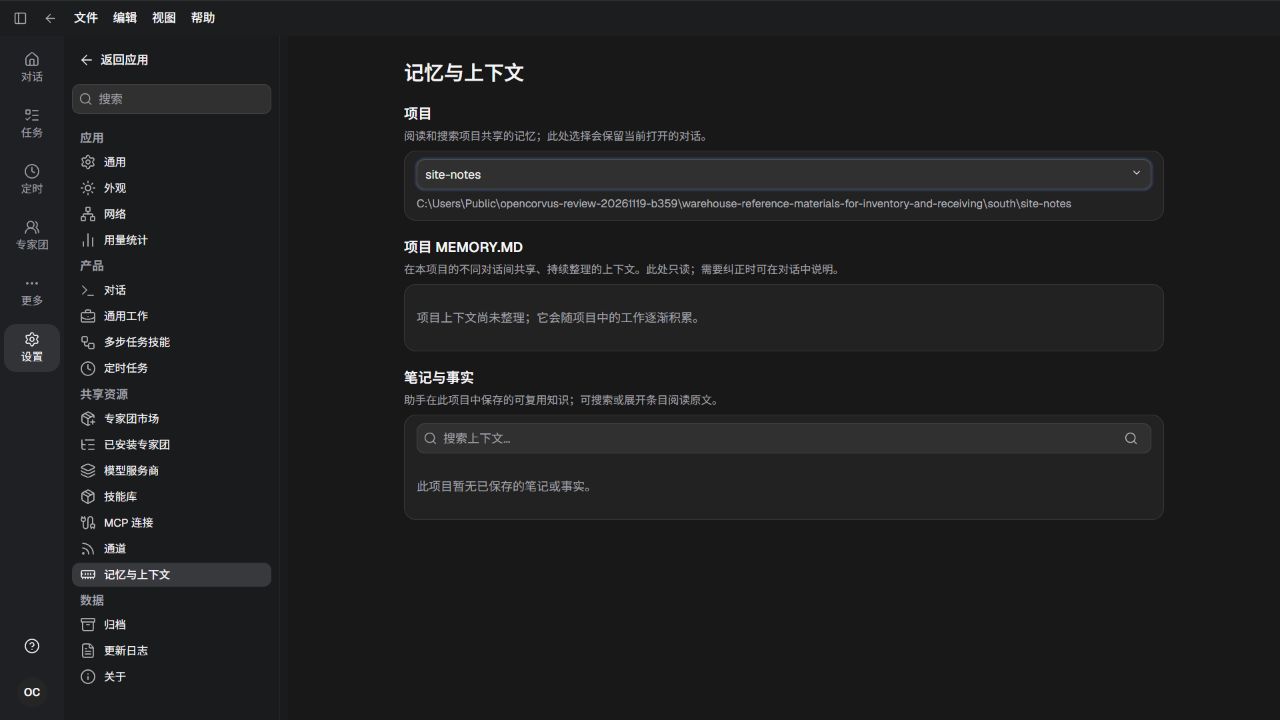 文件 编辑 视图 帮助
对话
任务
定时
专家团
更多
设置
OC
返回应用
搜索
应用
通用
外观
网络
用量统计
产品
对话
通用工作
多步任务技能
定时任务
共享资源
专家团市场
已安装专家团
模型服务商
技能库
MCP 连接
通道
记忆与上下文
数据
归档
更新日志
关于
记忆与上下文
项目
阅读和搜索项目共享的记忆；此处选择会保留当前打开的对话。
site-notes
C:\Users\Public\opencorvus-review-20261119-b359\warehouse-reference-materials-for-inventory-and-receiving\south\site-notes
项目 MEMORY.MD
在本项目的不同对话间共享、持续整理的上下文。此处只读；需要纠正时可在对话中说明。
项目上下文尚未整理；它会随项目中的工作逐渐积累。
笔记与事实
助手在此项目中保存的可复用知识；可搜索或展开条目阅读原文。
搜索上下文...
此项目暂无已保存的笔记或事实。